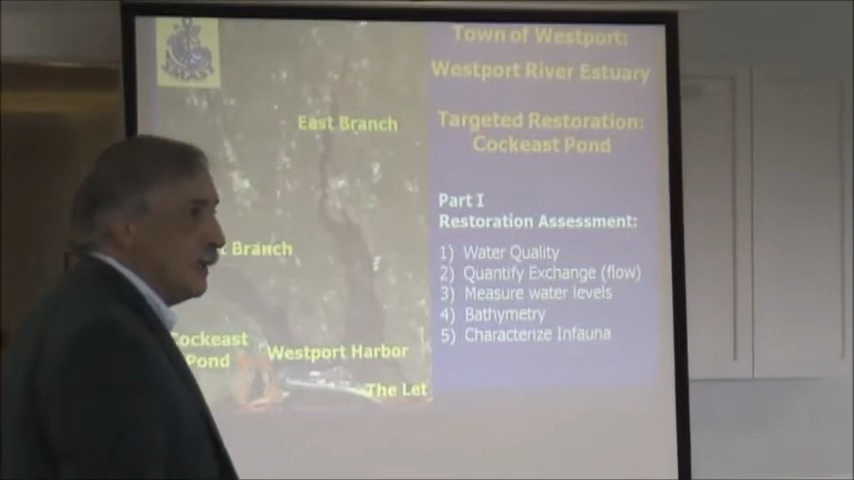 SMAST
Town of Westport:
Westport River Estuary
Targeted Restoration:
Cockeast Pond
East Branch
Branch
Cockeast
Pond
Westport Harbor
The Let
Part I
Restoration Assessment:
1) Water Quality
2) Quantify Exchange (flow)
3) Measure water levels
4) Bathymetry
5) Characterize Infauna